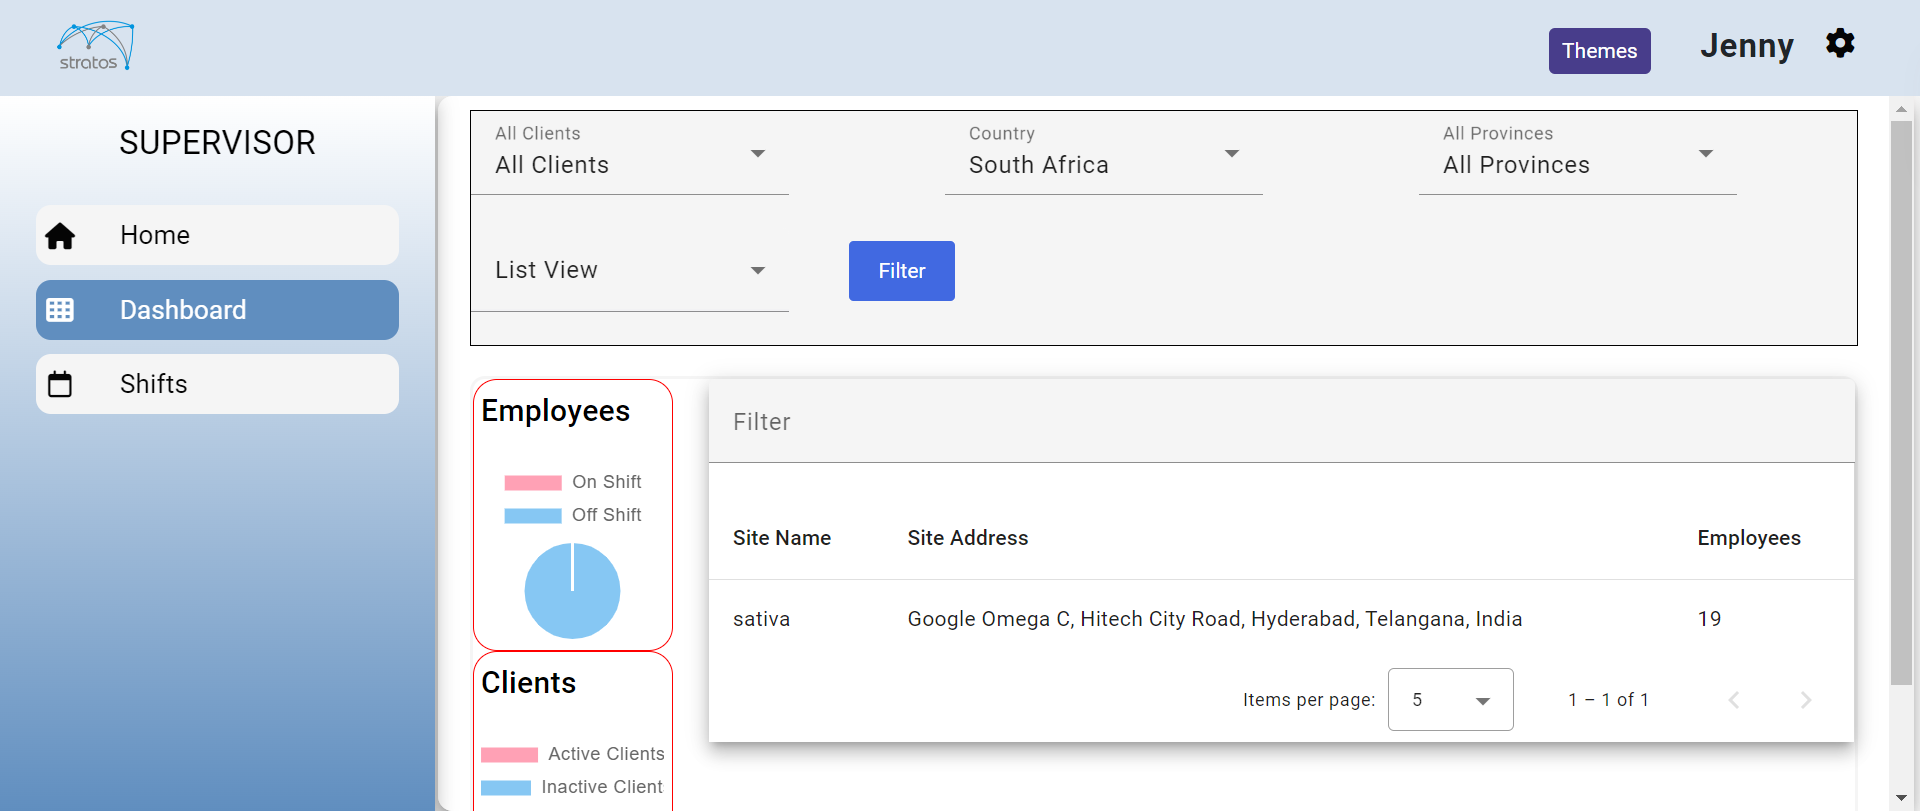 stratos
Themes
Jenny
SUPERVISOR
Home
Dashboard
Shifts
All Clients
All Clients
Country
South Africa
All Provinces
All Provinces
List View
Filter
Employees
On Shift
Off Shift
Clients
Active Clients
Inactive Client
Filter
Site Name Site Address Employees
sativa Google Omega C, Hitech City Road, Hyderabad, Telangana, India 19
Items per page: 5 1 – 1 of 1